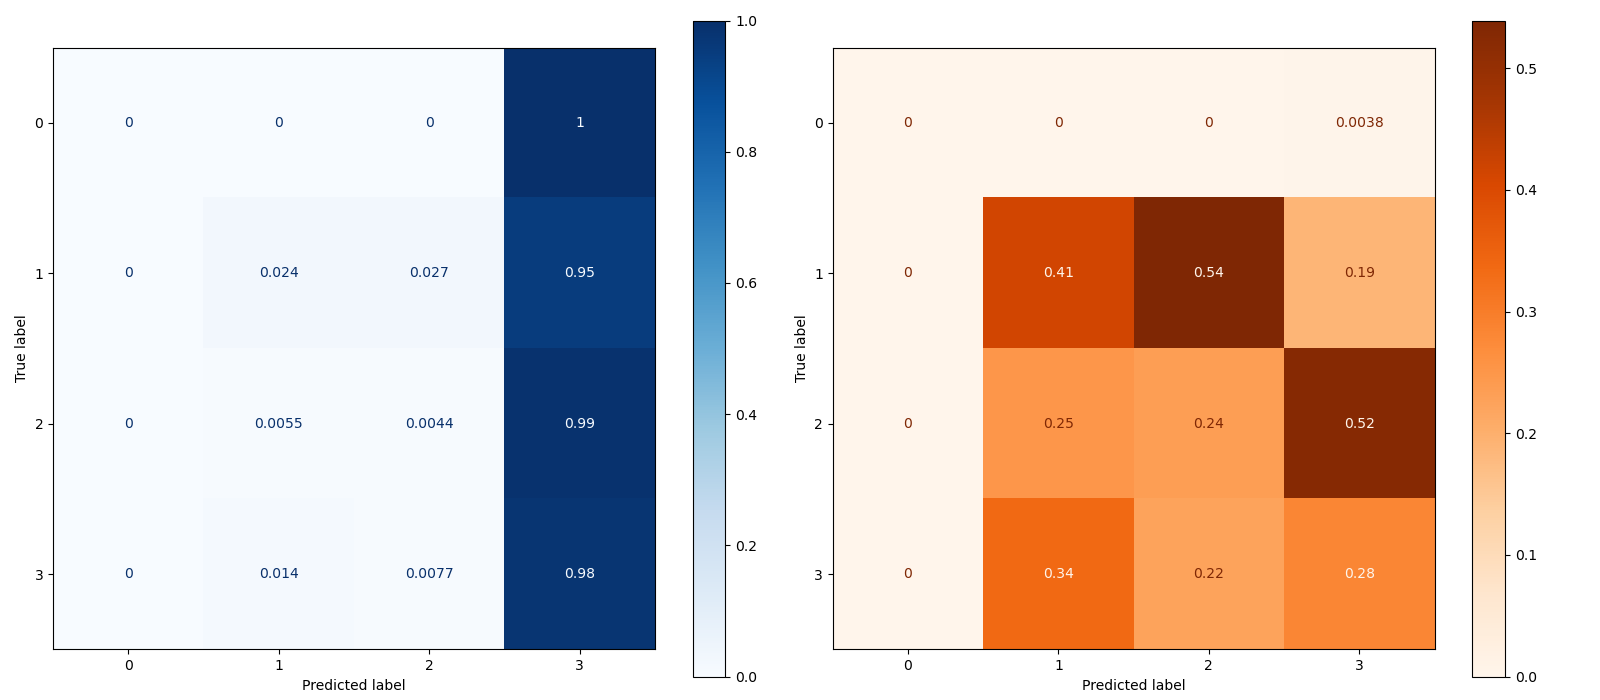 1.0
0 0 0 0 1
0.8
1 0 0.024 0.027 0.95
0.6
True label
2 0 0.0055 0.0044 0.99
0.4
3 0 0.014 0.0077 0.98
0.2
0.0
0 1 2 3
Predicted label
0.5
0 0 0 0 0.0038
0.4
1 0 0.41 0.54 0.19
0.3
True label
2 0 0.25 0.24 0.52
0.2
3 0 0.34 0.22 0.28
0.1
0.0
0 1 2 3
Predicted label